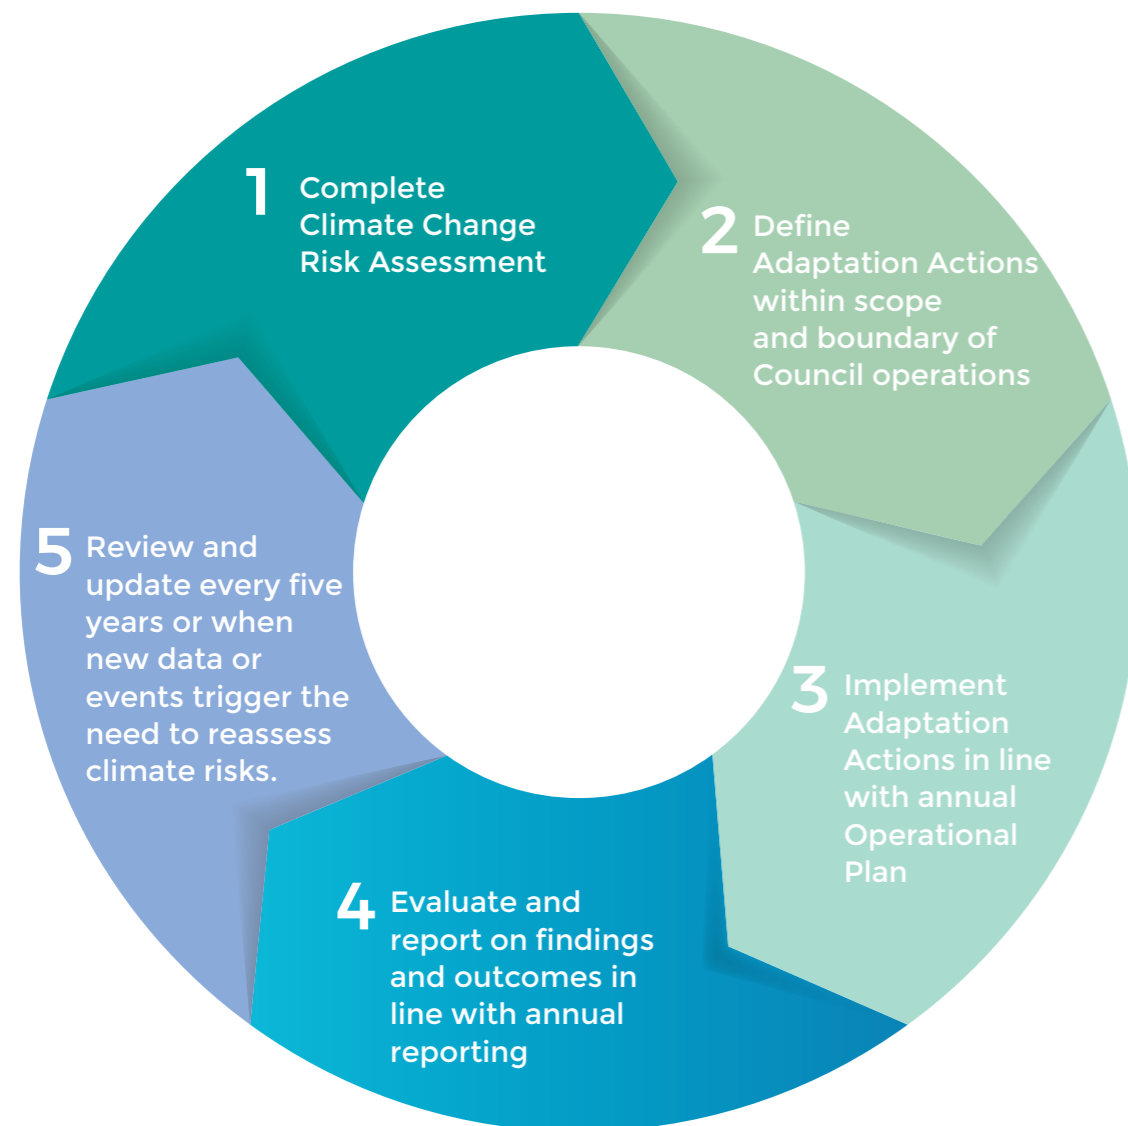 1
Complete
Climate Change
Risk Assessment
2
Define
Adaptation Actions
within scope
and boundary of
Council operations
3
Implement
Adaptation
Actions in line
with annual
Operational
Plan
4
Evaluate and
report on findings
and outcomes in
line with annual
reporting
5
Review and
update every five
years or when
new data or
events trigger the
need to reassess
climate risks.